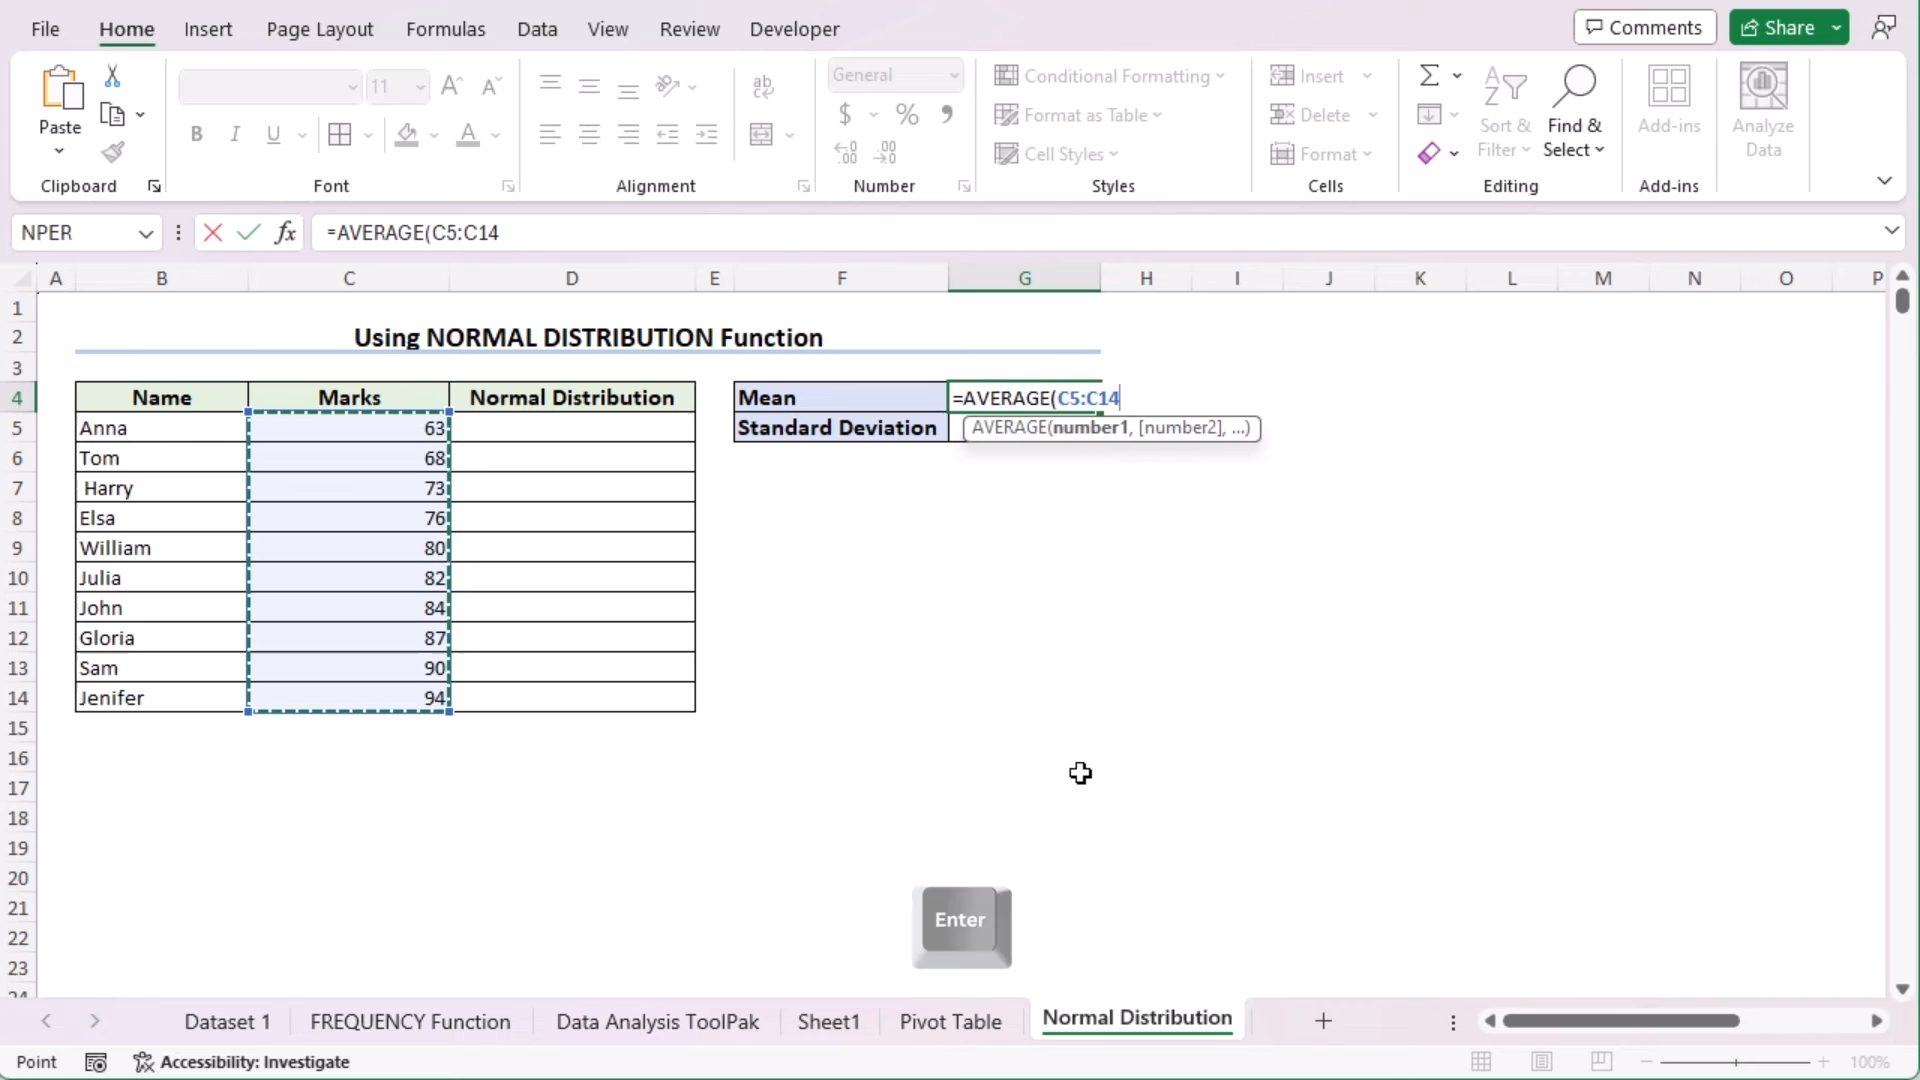 File Home Insert Page Layout Formulas Data View Review Developer Comments Share
General Conditional Formatting Insert
11
Paste Format as Table Delete Sort & Filter Find & Select Add-ins Analyze Data
Cell Styles Format
Clipboard Font Alignment Number Styles Cells Editing Add-ins
NPER fx =AVERAGE(C5:C14
A B C D E F G H I J K L M N O P
1
2 Using NORMAL DISTRIBUTION Function
3
4 Name Marks Normal Distribution Mean =AVERAGE(C5:C14
5 Anna 63 Standard Deviation AVERAGE(number1, [number2], ...)
6 Tom 68
7 Harry 73
8 Elsa 76
9 William 80
10 Julia 82
11 John 84
12 Gloria 87
13 Sam 90
14 Jenifer 94
15
16
17
18
19
20
21 Enter
22
23
24
Dataset 1 FREQUENCY Function Data Analysis ToolPak Sheet1 Pivot Table Normal Distribution
Point Accessibility: Investigate 100%